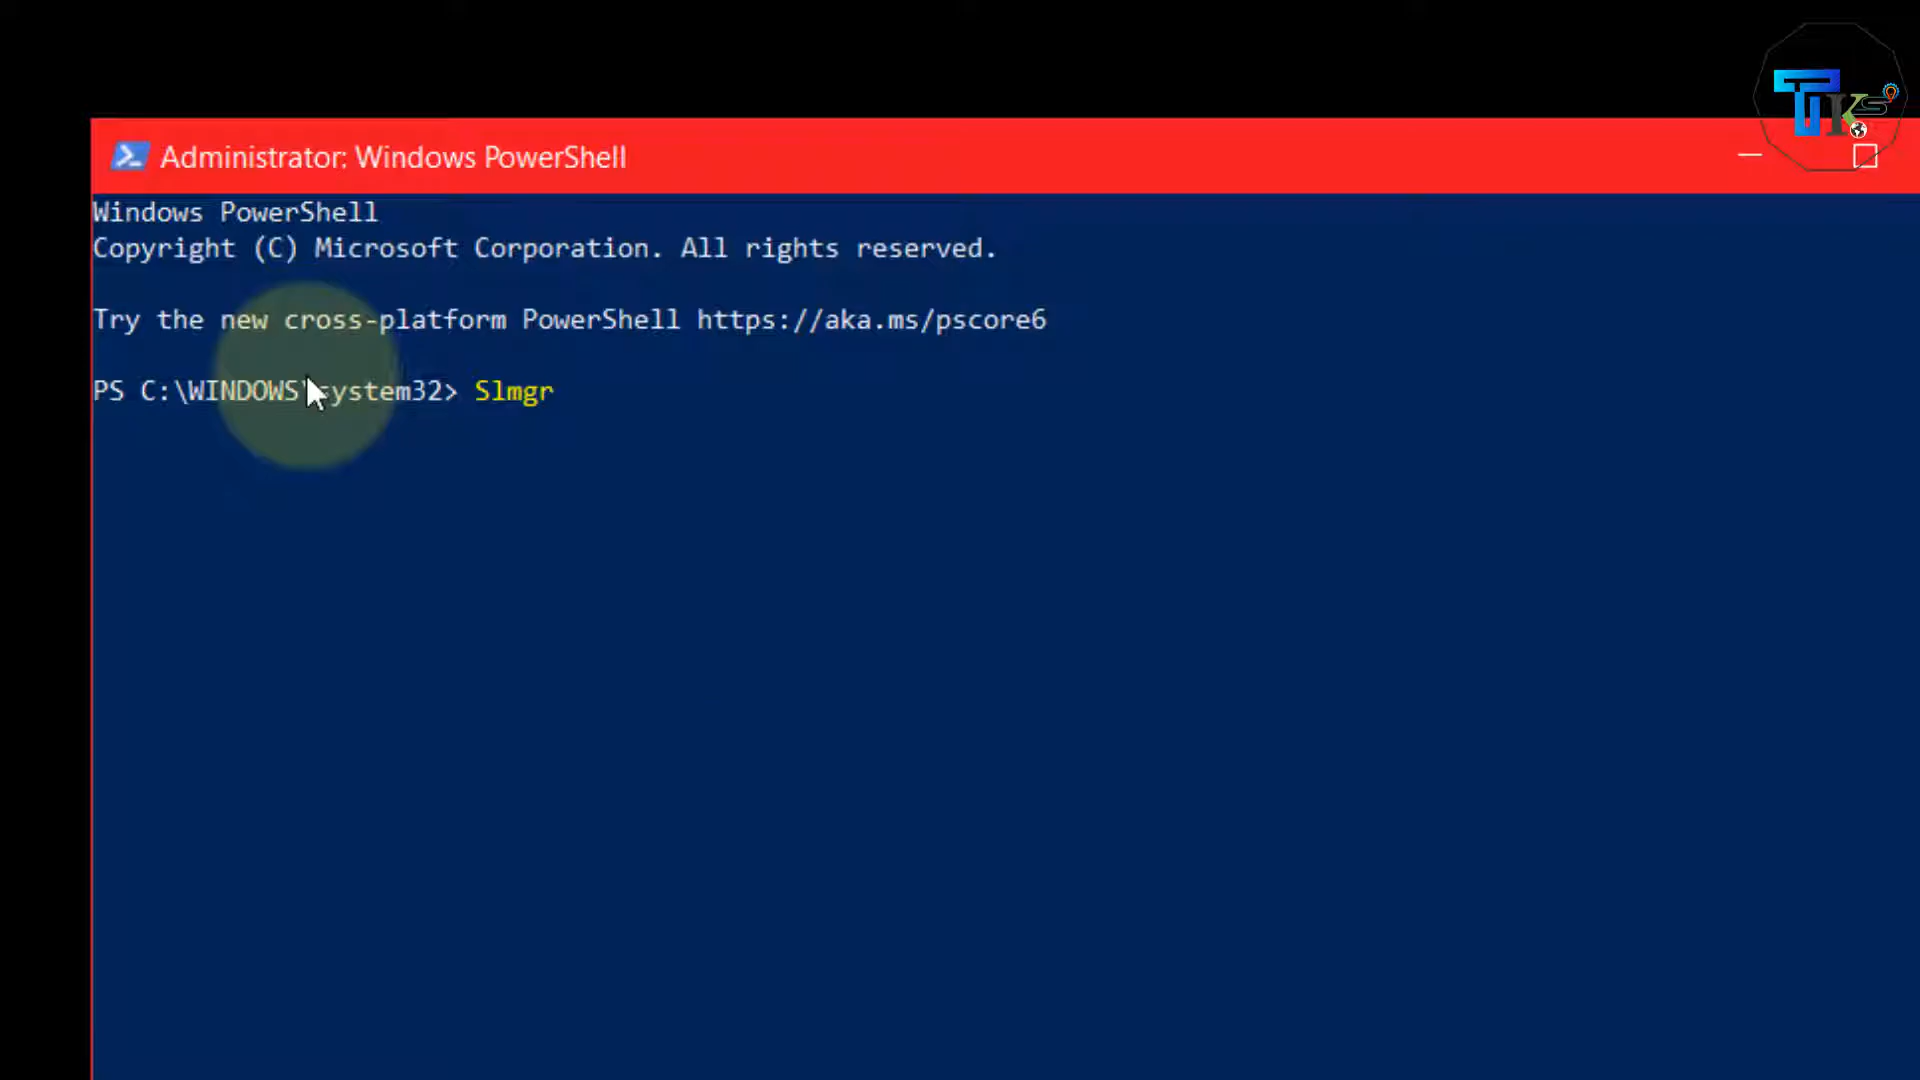 TIKS
Administrator: Windows PowerShell
Windows PowerShell
Copyright (C) Microsoft Corporation. All rights reserved.
Try the new cross-platform PowerShell https://aka.ms/pscore6
PS C:\WINDOWS\system32> Slmgr